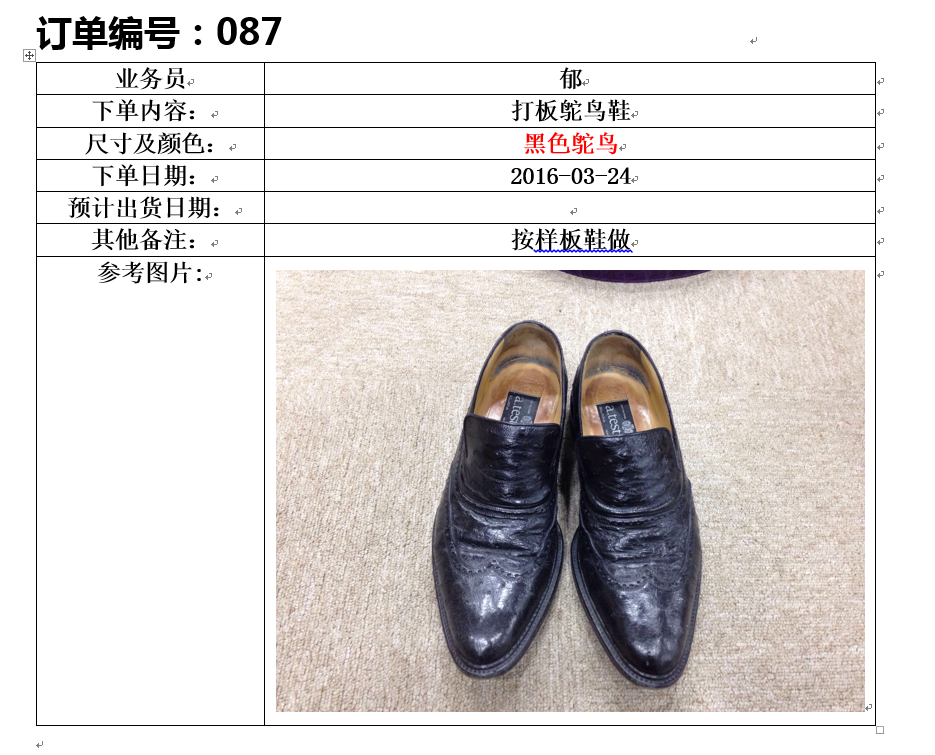 订单编号：087
业务员 郁
下单内容： 打板鸵鸟鞋
尺寸及颜色： 黑色鸵鸟
下单日期： 2016-03-24
预计出货日期：
其他备注： 按样板鞋做
参考图片:
a.test
a.test